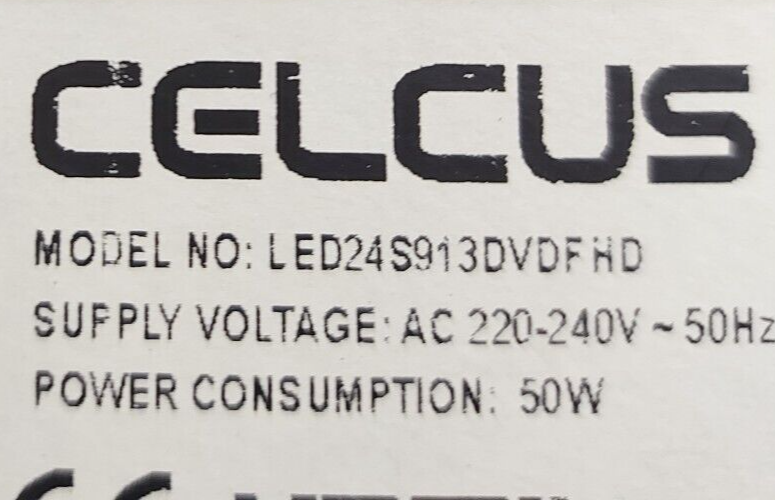 CELCUS
MODEL NO: LED24S913DVDFHD
SUPPLY VOLTAGE: AC 220-240V ~ 50Hz
POWER CONSUMPTION: 50W